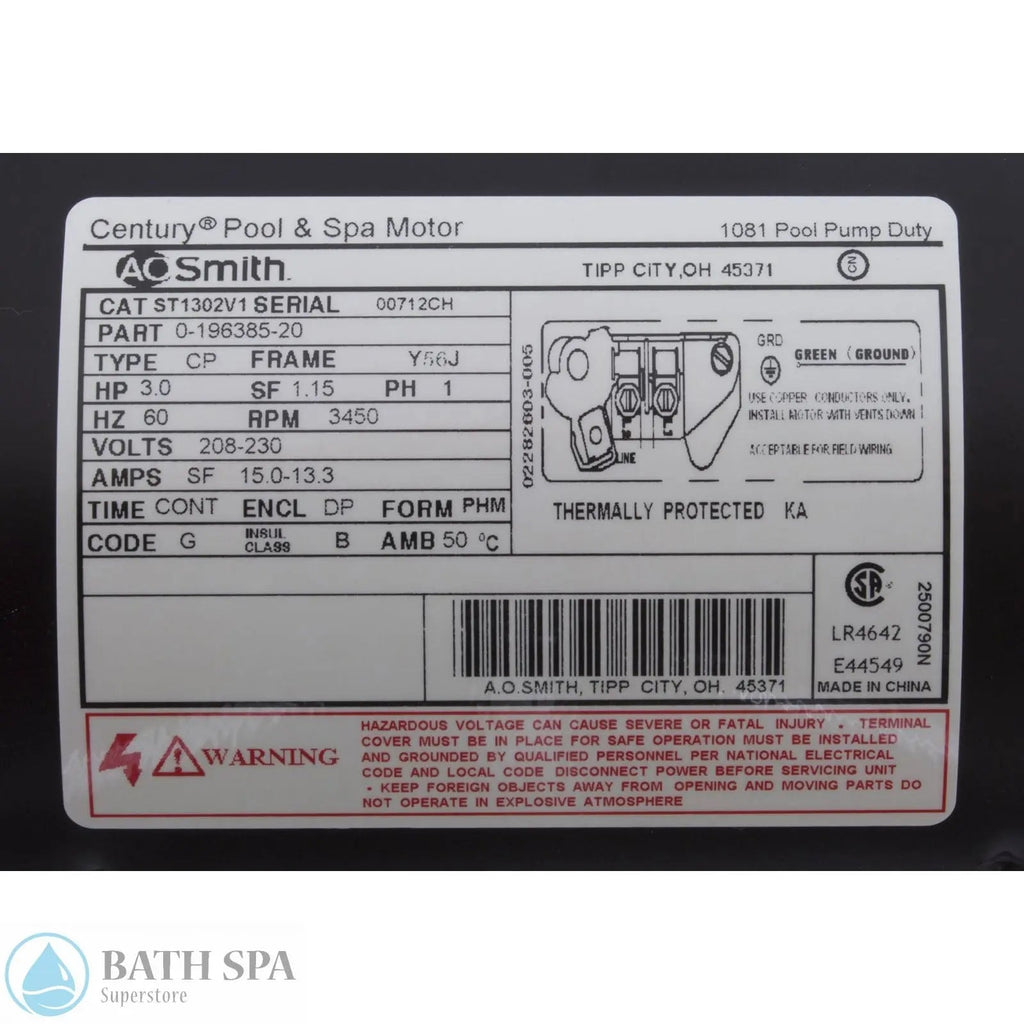 Century® Pool & Spa Motor 1081 Pool Pump Duty
AO Smith. TIPP CITY, OH 45371 CN
CAT ST1302V1 SERIAL 00712CH
PART 0-196385-20
TYPE CP FRAME Y56J
HP 3.0 SF 1.15 PH 1
HZ 60 RPM 3450
VOLTS 208-230
AMPS SF 15.0-13.3
TIME CONT ENCL DP FORM PHM
CODE G INSUL CLASS B AMB 50 °C
02282603-005
GRD
GREEN (GROUND)
USE COPPER CONDUCTORS ONLY.
INSTALL MOTOR WITH VENTS DOWN
ACCEPTABLE FOR FIELD WIRING
LINE
THERMALLY PROTECTED KA
SA
LR4642
E44549
MADE IN CHINA
250079​0N
A.O.SMITH, TIPP CITY, OH. 45371
WARNING
HAZARDOUS VOLTAGE CAN CAUSE SEVERE OR FATAL INJURY . TERMINAL
COVER MUST BE IN PLACE FOR SAFE OPERATION MUST BE INSTALLED
AND GROUNDED BY QUALIFIED PERSONNEL PER NATIONAL ELECTRICAL
CODE AND LOCAL CODE DISCONNECT POWER BEFORE SERVICING UNIT
· KEEP FOREIGN OBJECTS AWAY FROM OPENING AND MOVING PARTS DO
NOT OPERATE IN EXPLOSIVE ATMOSPHERE
BATH SPA
Superstore